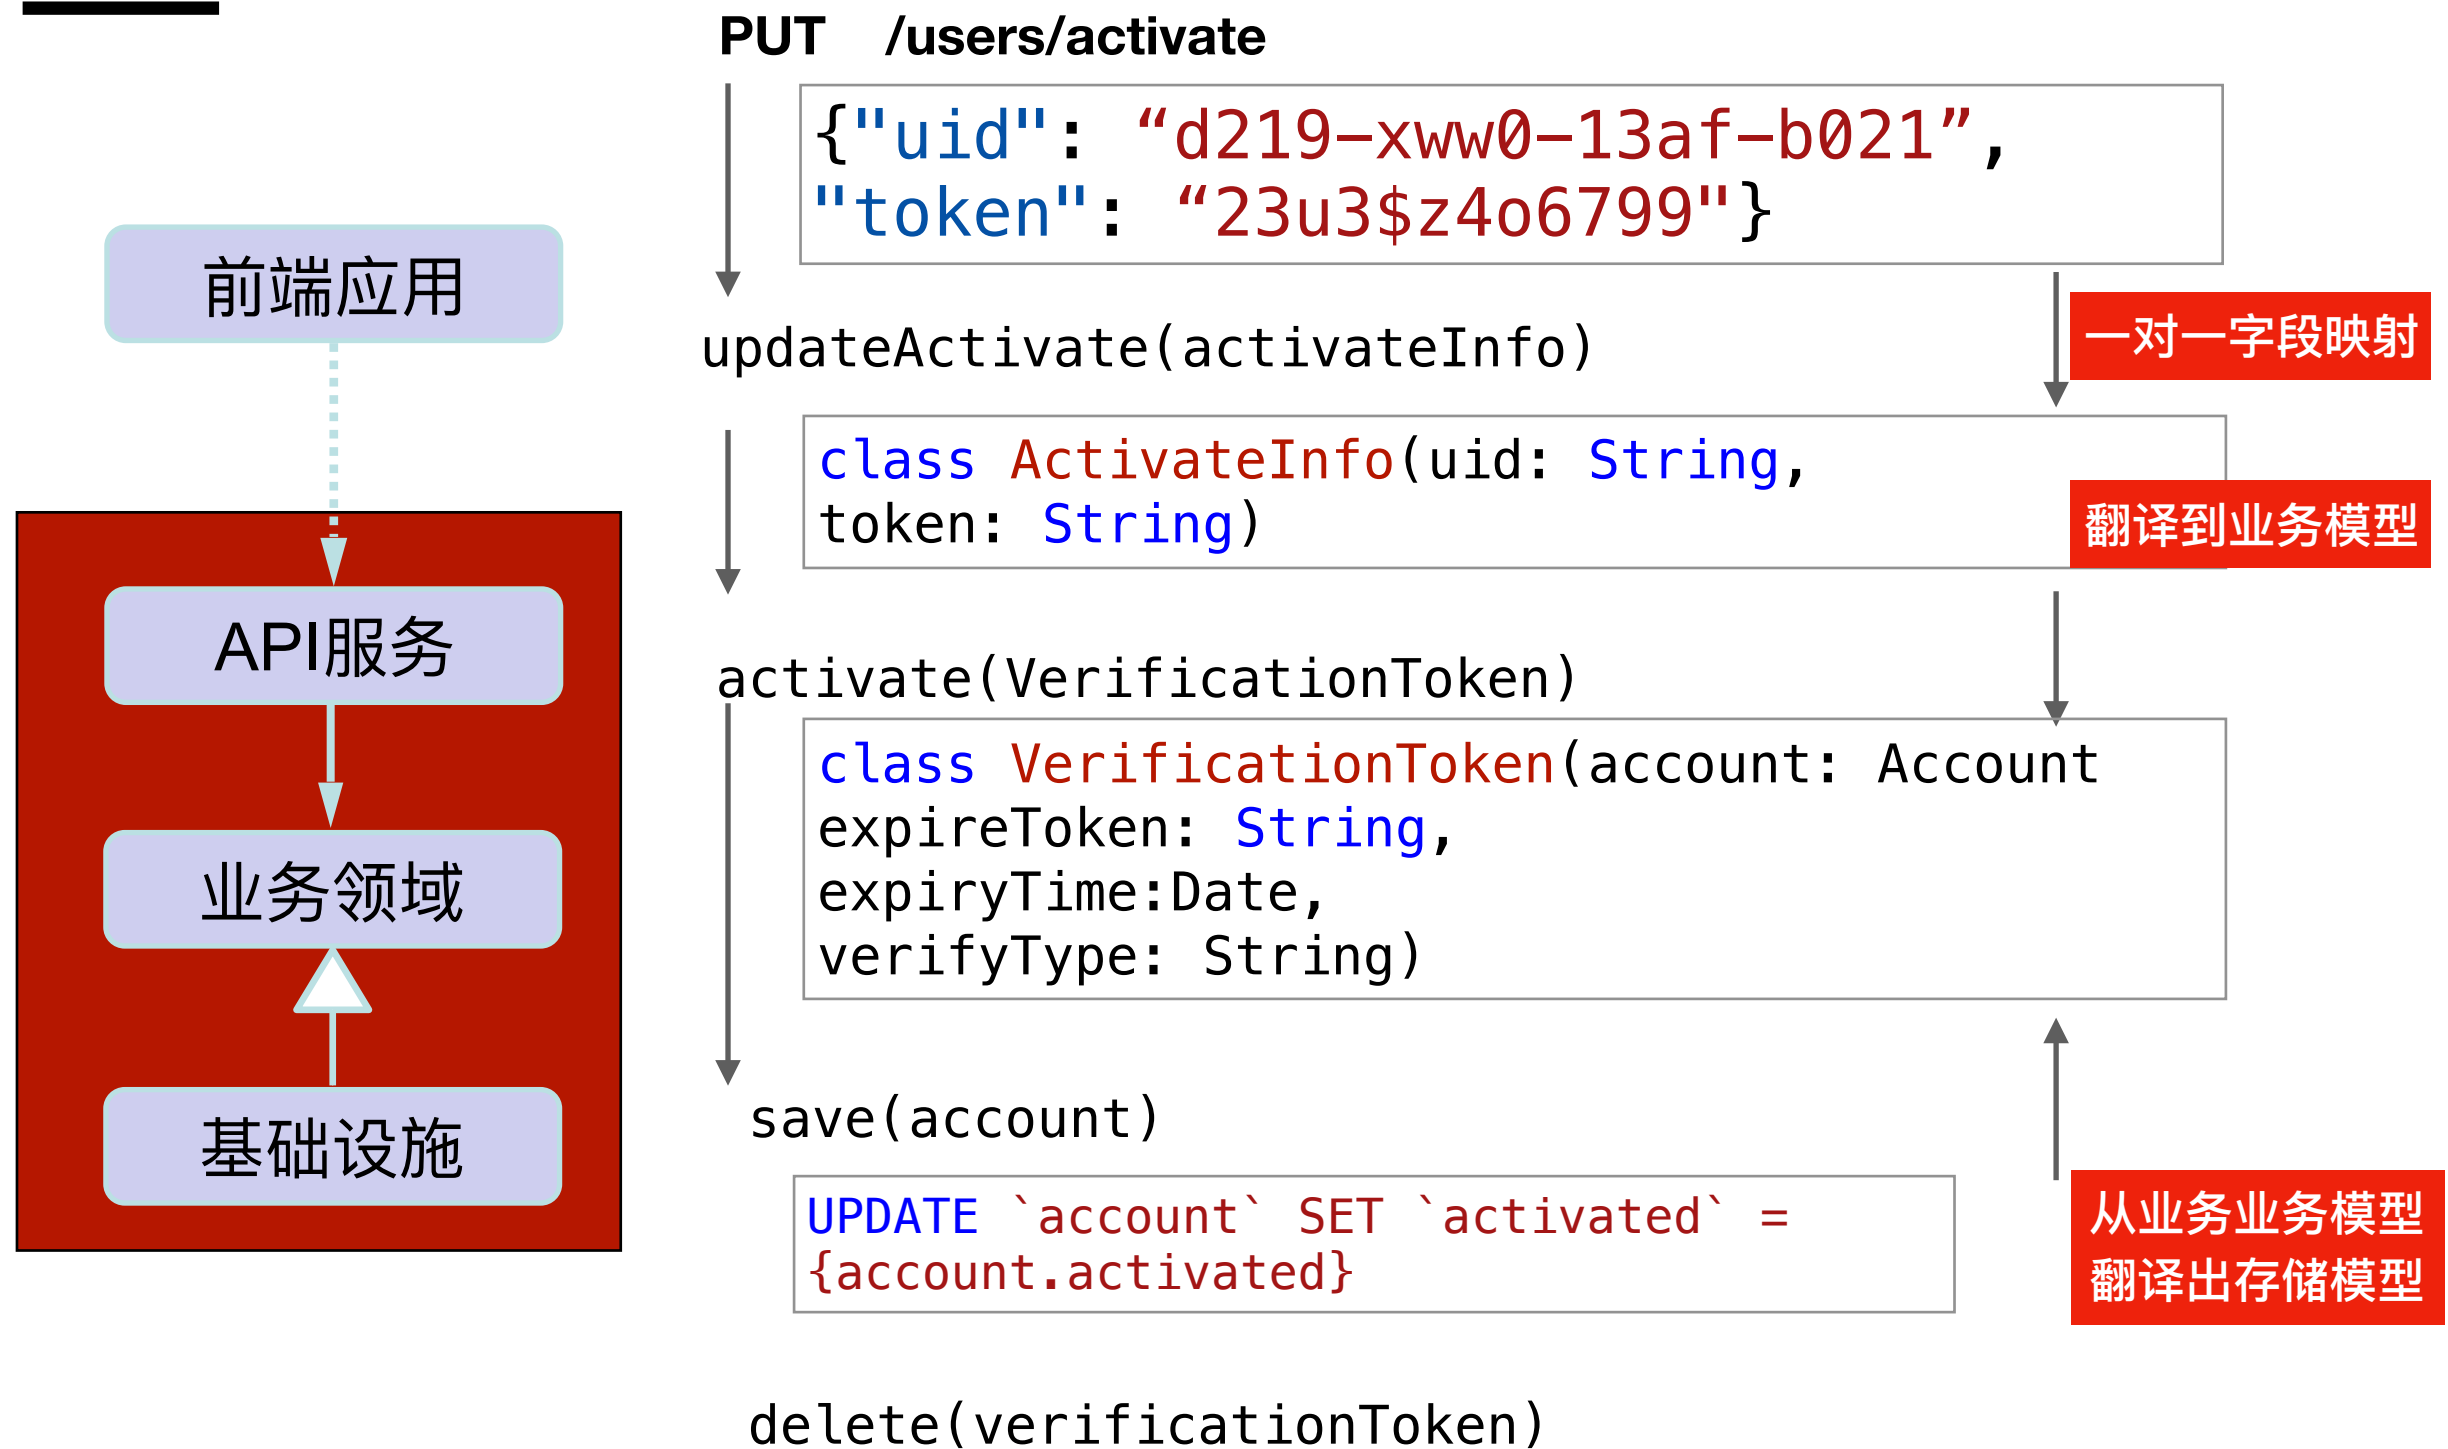 PUT /users/activate
{"uid": “d219-xww0-13af-b021”,
"token": “23u3$z4o6799"}
前端应用
updateActivate(activateInfo)
一对一字段映射
class ActivateInfo(uid: String,
token: String)
翻译到业务模型
API服务
activate(VerificationToken)
class VerificationToken(account: Account
expireToken: String,
expiryTime:Date,
verifyType: String)
业务领域
基础设施
save(account)
UPDATE `account` SET `activated` =
{account.activated}
从业务业务模型
翻译出存储模型
delete(verificationToken)